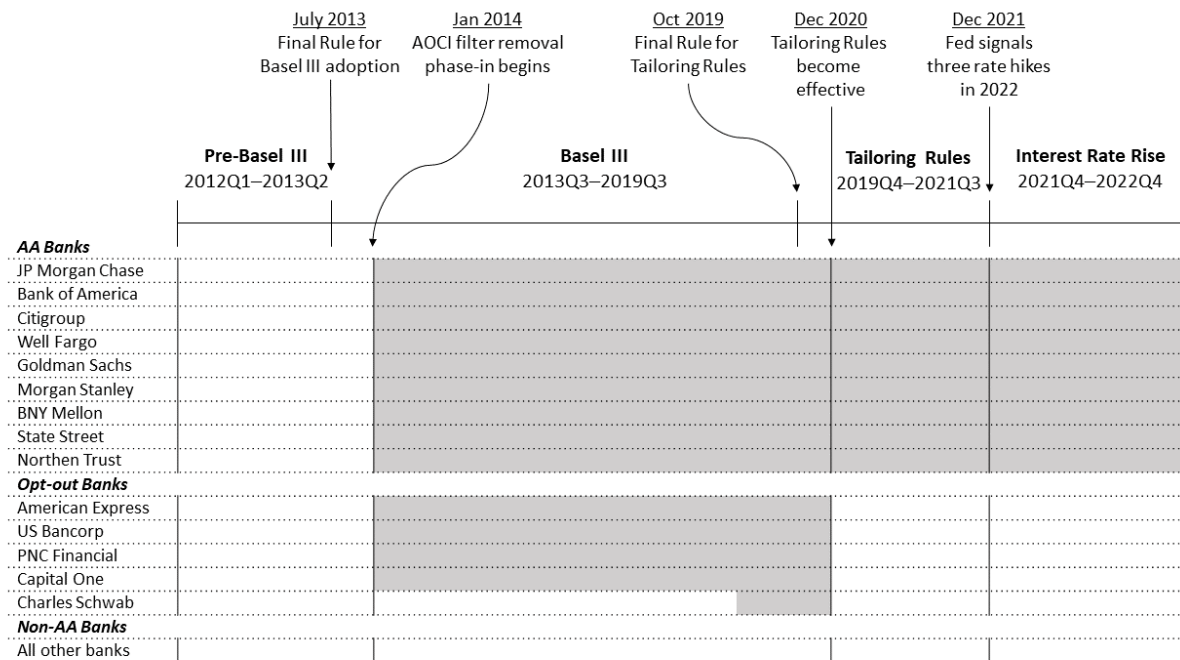 July 2013
Final Rule for
Basel III adoption
Jan 2014
AOCI filter removal
phase-in begins
Oct 2019
Final Rule for
Tailoring Rules
Dec 2020
Tailoring Rules
become
effective
Dec 2021
Fed signals
three rate hikes
in 2022
Pre-Basel III
2012Q1–2013Q2
Basel III
2013Q3–2019Q3
Tailoring Rules
2019Q4–2021Q3
Interest Rate Rise
2021Q4–2022Q4
AA Banks
JP Morgan Chase
Bank of America
Citigroup
Well Fargo
Goldman Sachs
Morgan Stanley
BNY Mellon
State Street
Northen Trust
Opt-out Banks
American Express
US Bancorp
PNC Financial
Capital One
Charles Schwab
Non-AA Banks
All other banks